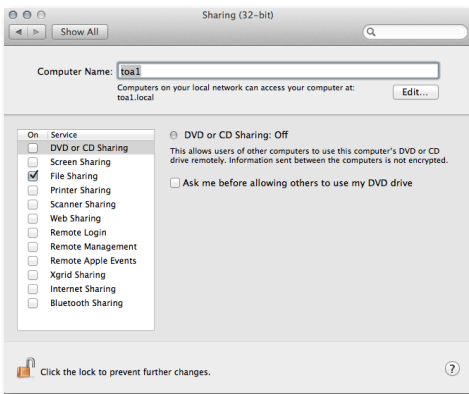 Sharing (32-bit)
Show All
Computer Name: toa1
Computers on your local network can access your computer at:
toa1.local
Edit...
On Service
DVD or CD Sharing
Screen Sharing
File Sharing
Printer Sharing
Scanner Sharing
Web Sharing
Remote Login
Remote Management
Remote Apple Events
Xgrid Sharing
Internet Sharing
Bluetooth Sharing
DVD or CD Sharing: Off
This allows users of other computers to use this computer's DVD or CD
drive remotely. Information sent between the computers is not encrypted.
Ask me before allowing others to use my DVD drive
Click the lock to prevent further changes.
?